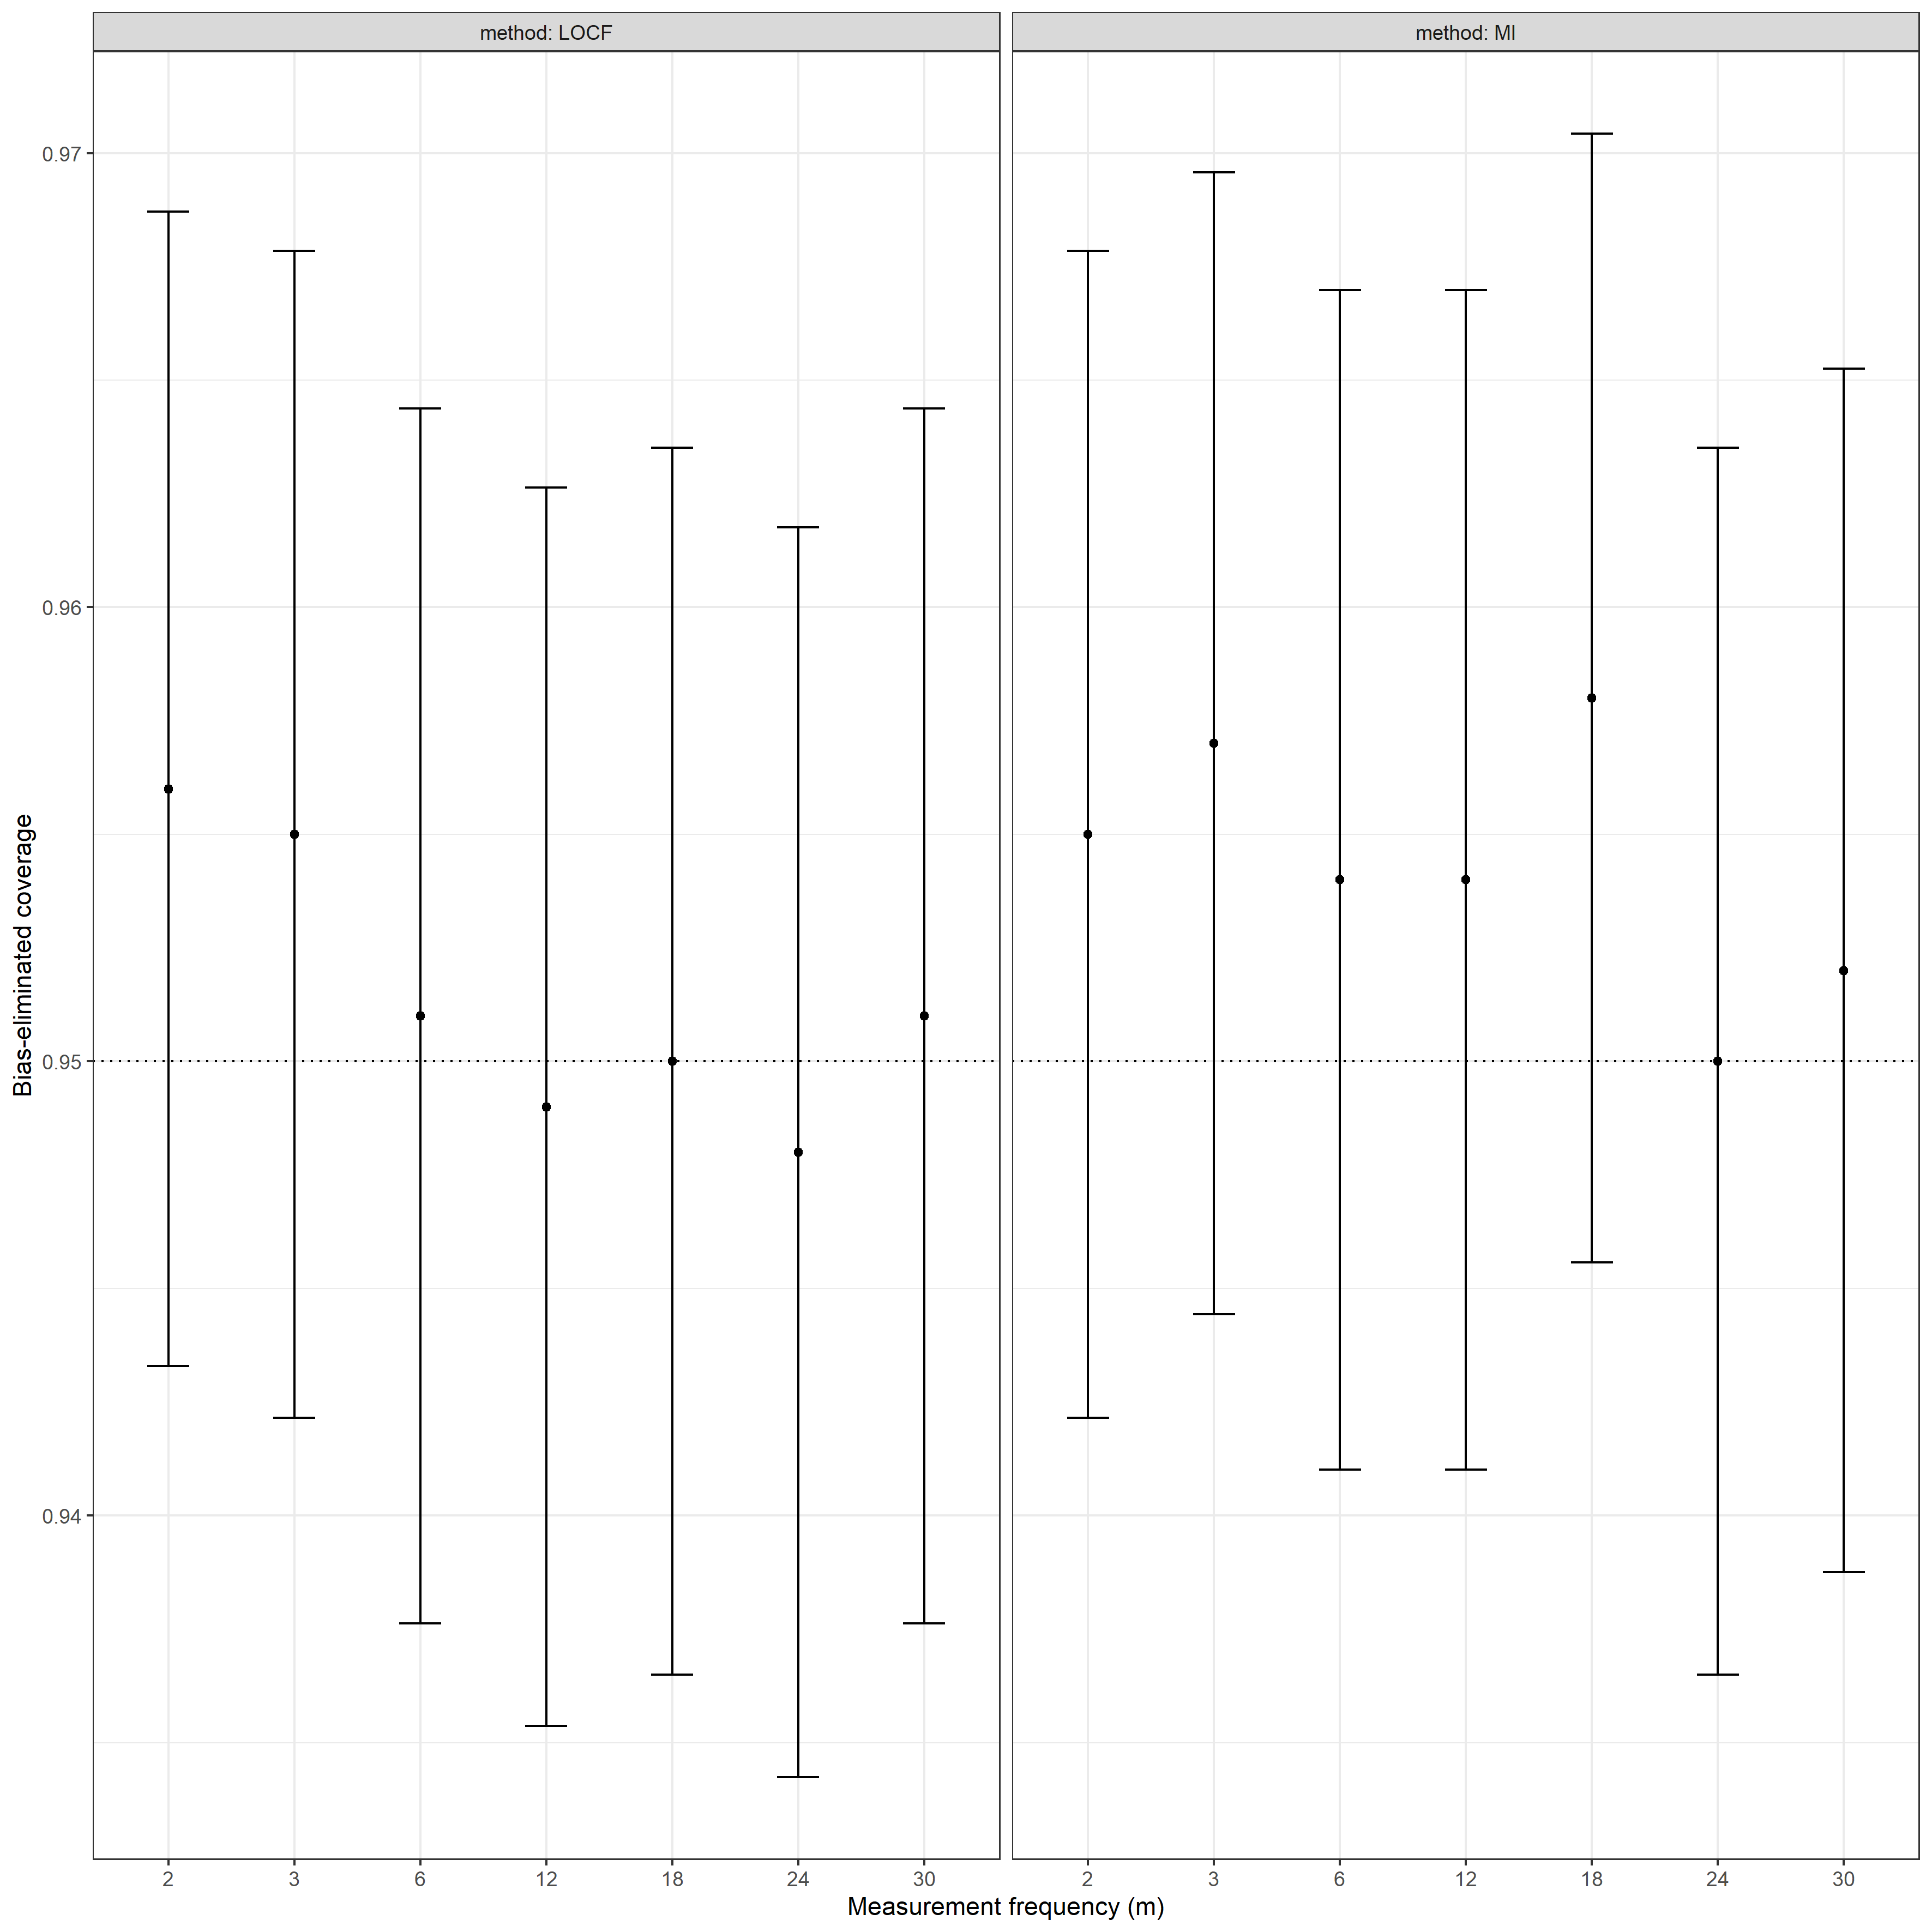 method: LOCF
method: MI
Bias-eliminated coverage
0.97
0.96
0.95
0.94
2 3 6 12 18 24 30
2 3 6 12 18 24 30
Measurement frequency (m)